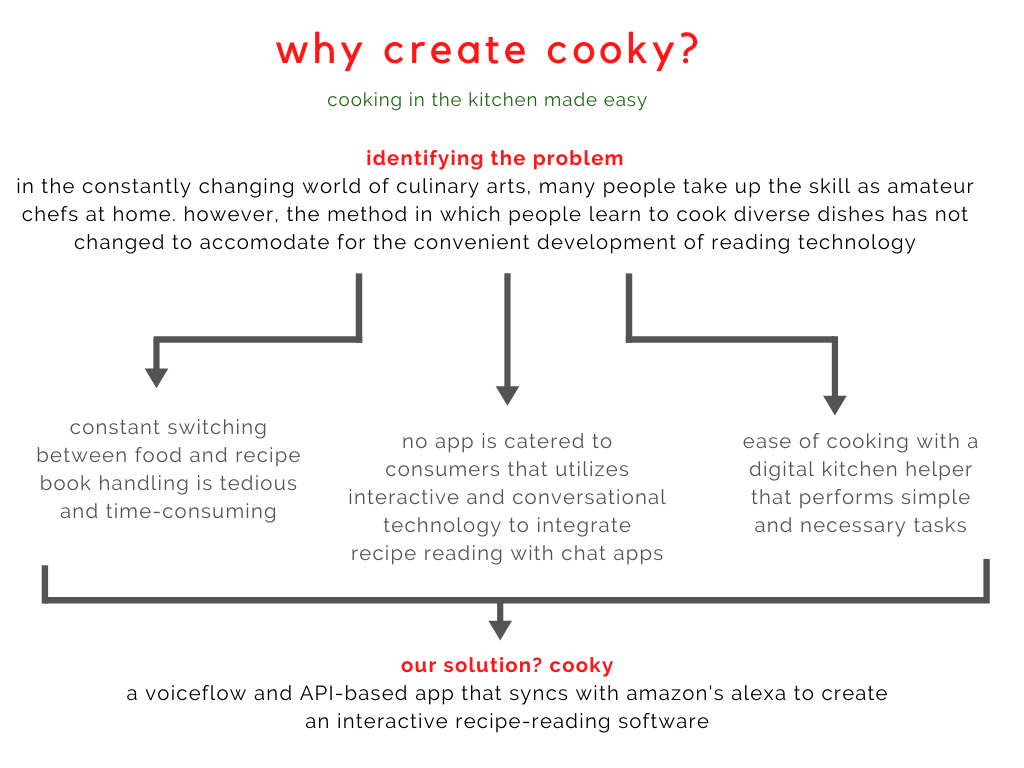 why create cooky?
cooking in the kitchen made easy
identifying the problem
in the constantly changing world of culinary arts, many people take up the skill as amateur
chefs at home. however, the method in which people learn to cook diverse dishes has not
changed to accomodate for the convenient development of reading technology
constant switching
between food and recipe
book handling is tedious
and time-consuming
no app is catered to
consumers that utilizes
interactive and conversational
technology to integrate
recipe reading with chat apps
ease of cooking with a
digital kitchen helper
that performs simple
and necessary tasks
our solution? cooky
a voiceflow and API-based app that syncs with amazon's alexa to create
an interactive recipe-reading software